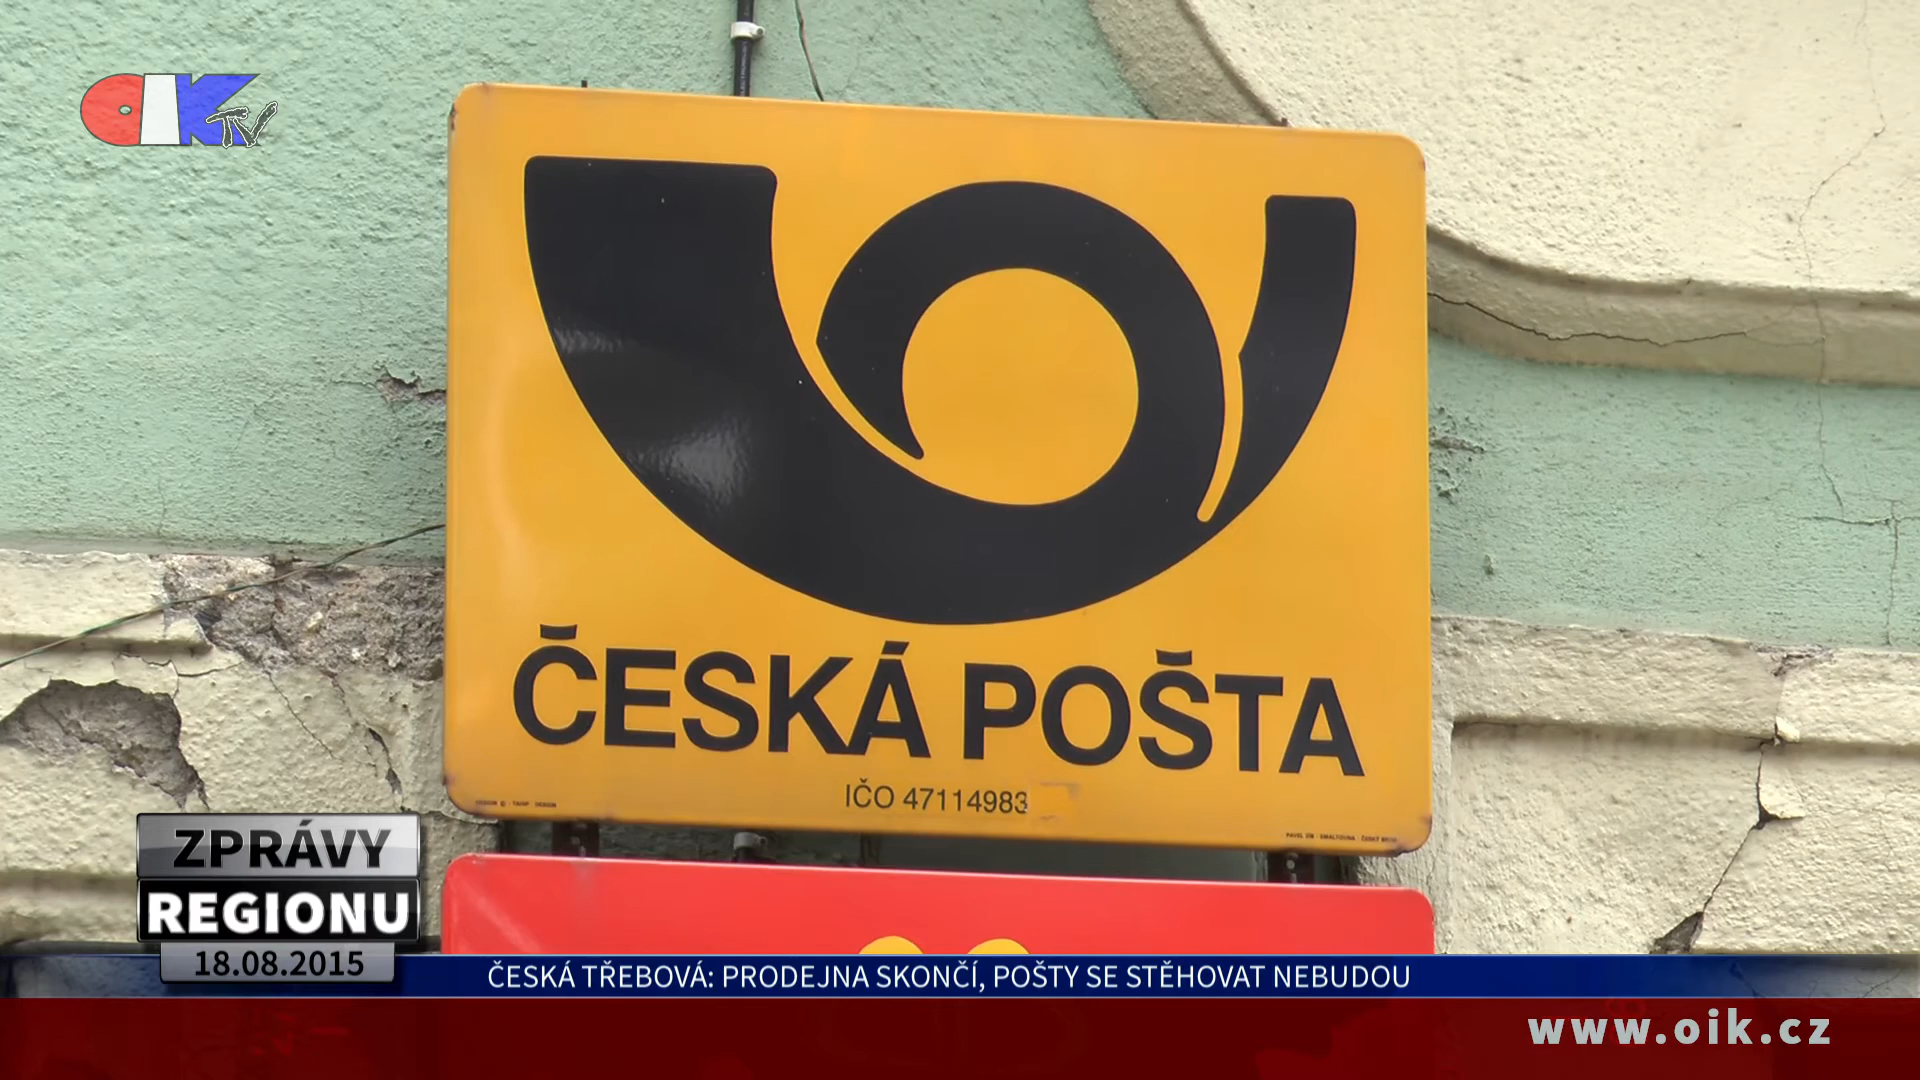 OIK TV
ČESKÁ POŠTA
IČO 47114983
ZPRÁVY
REGIONU
18.08.2015
ČESKÁ TŘEBOVÁ: PRODEJNA SKONČÍ, POŠTY SE STĚHOVAT NEBUDOU
www.oik.cz